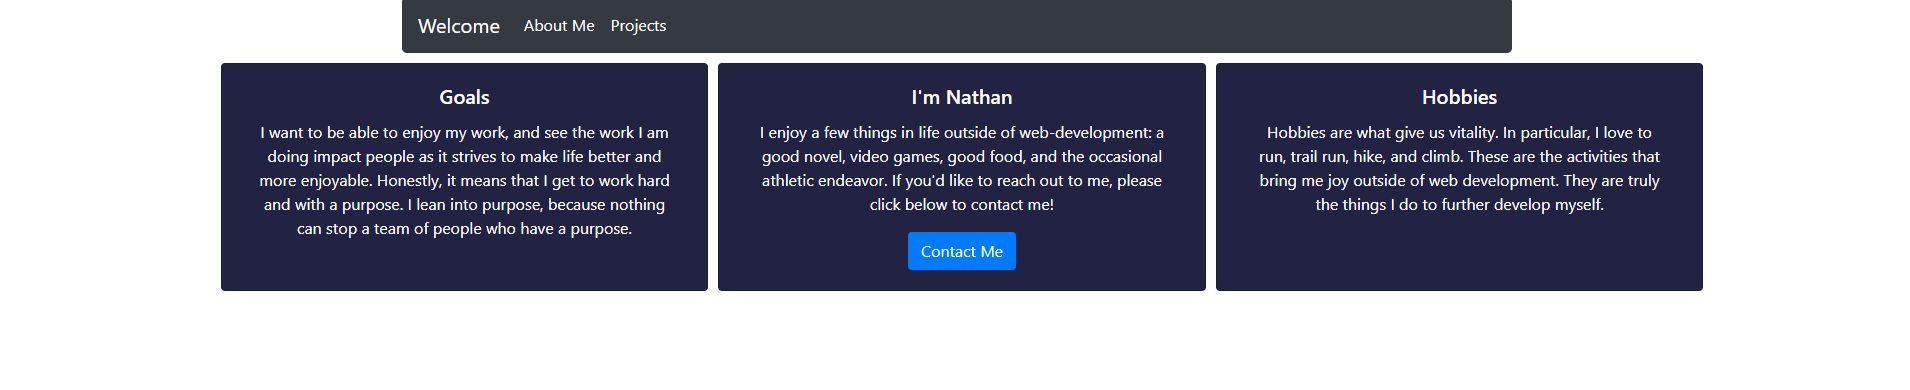 Welcome About Me Projects
Goals
I want to be able to enjoy my work, and see the work I am
doing impact people as it strives to make life better and
more enjoyable. Honestly, it means that I get to work hard
and with a purpose. I lean into purpose, because nothing
can stop a team of people who have a purpose.
I'm Nathan
I enjoy a few things in life outside of web-development: a
good novel, video games, good food, and the occasional
athletic endeavor. If you'd like to reach out to me, please
click below to contact me!
Contact Me
Hobbies
Hobbies are what give us vitality. In particular, I love to
run, trail run, hike, and climb. These are the activities that
bring me joy outside of web development. They are truly
the things I do to further develop myself.